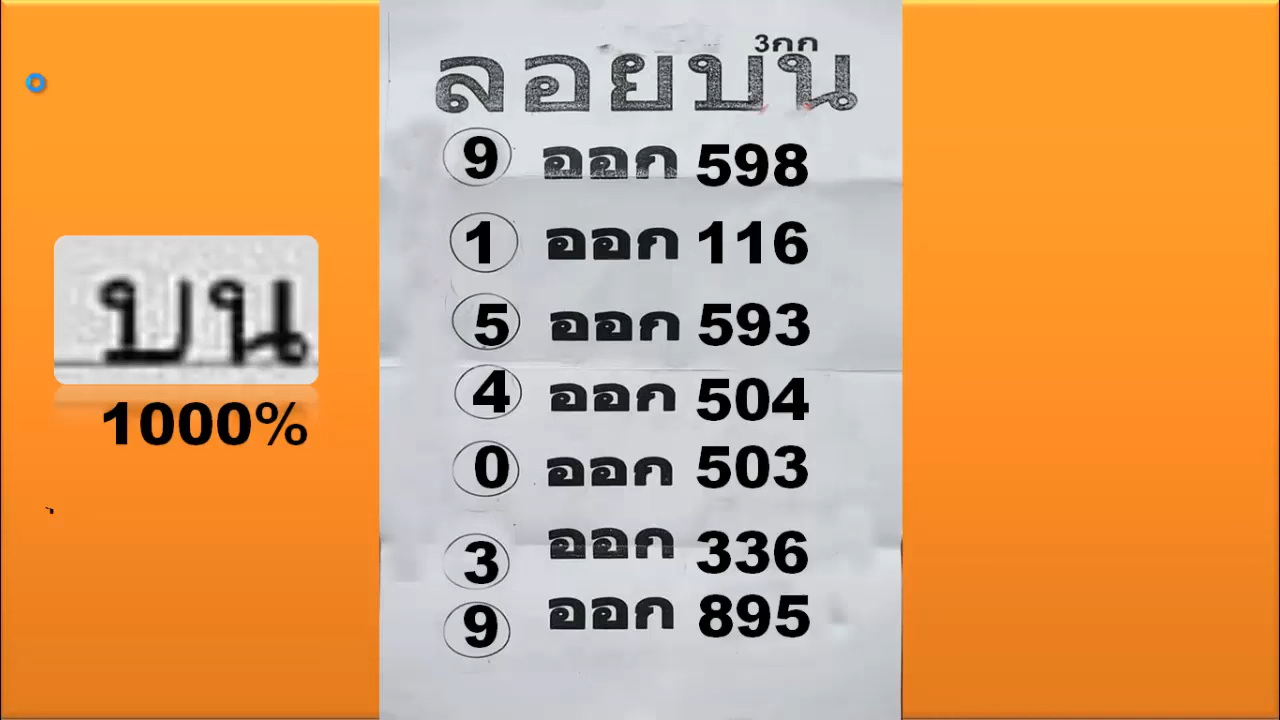 3กก
ลอยบน
9 ออก 598
1 ออก 116
5 ออก 593
4 ออก 504
0 ออก 503
3 ออก 336
9 ออก 895
บน
1000%